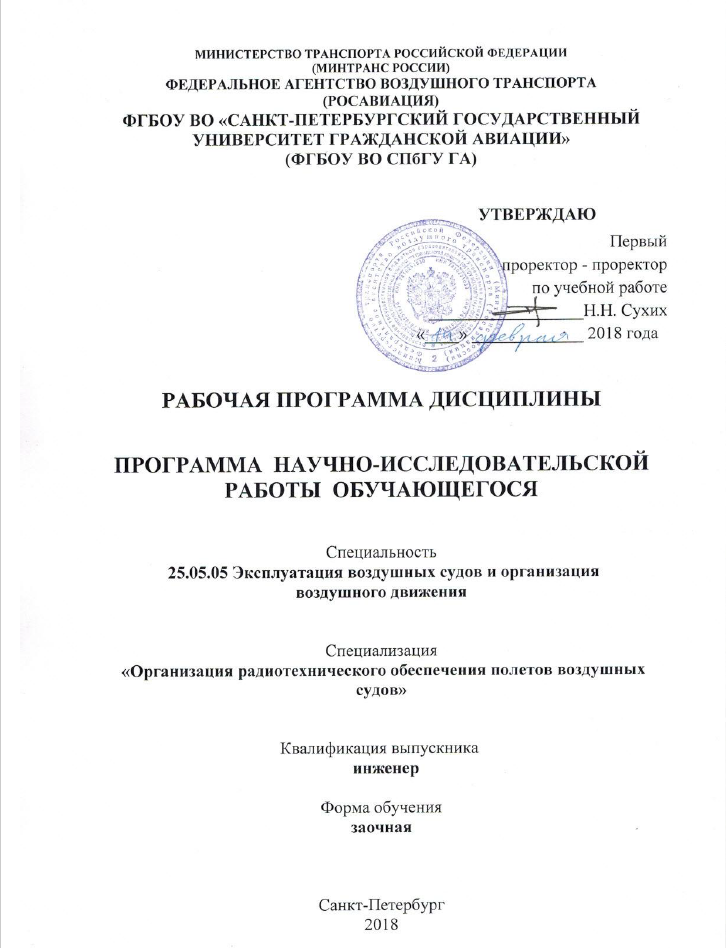 МИНИСТЕРСТВО ТРАНСПОРТА РОССИЙСКОЙ ФЕДЕРАЦИИ
(МИНТРАНС РОССИИ)
ФЕДЕРАЛЬНОЕ АГЕНТСТВО ВОЗДУШНОГО ТРАНСПОРТА
(РОСАВИАЦИЯ)
ФГБОУ ВО «САНКТ-ПЕТЕРБУРГСКИЙ ГОСУДАРСТВЕННЫЙ
УНИВЕРСИТЕТ ГРАЖДАНСКОЙ АВИАЦИИ»
(ФГБОУ ВО СПбГУ ГА)
УТВЕРЖДАЮ
Первый
проректор - проректор
по учебной работе
Н.Н. Сухих
« » февраля 2018 года
РАБОЧАЯ ПРОГРАММА ДИСЦИПЛИНЫ
ПРОГРАММА НАУЧНО-ИССЛЕДОВАТЕЛЬСКОЙ
РАБОТЫ ОБУЧАЮЩЕГОСЯ
Специальность
25.05.05 Эксплуатация воздушных судов и организация
воздушного движения
Специализация
«Организация радиотехнического обеспечения полетов воздушных
судов»
Квалификация выпускника
инженер
Форма обучения
заочная
Санкт-Петербург
2018